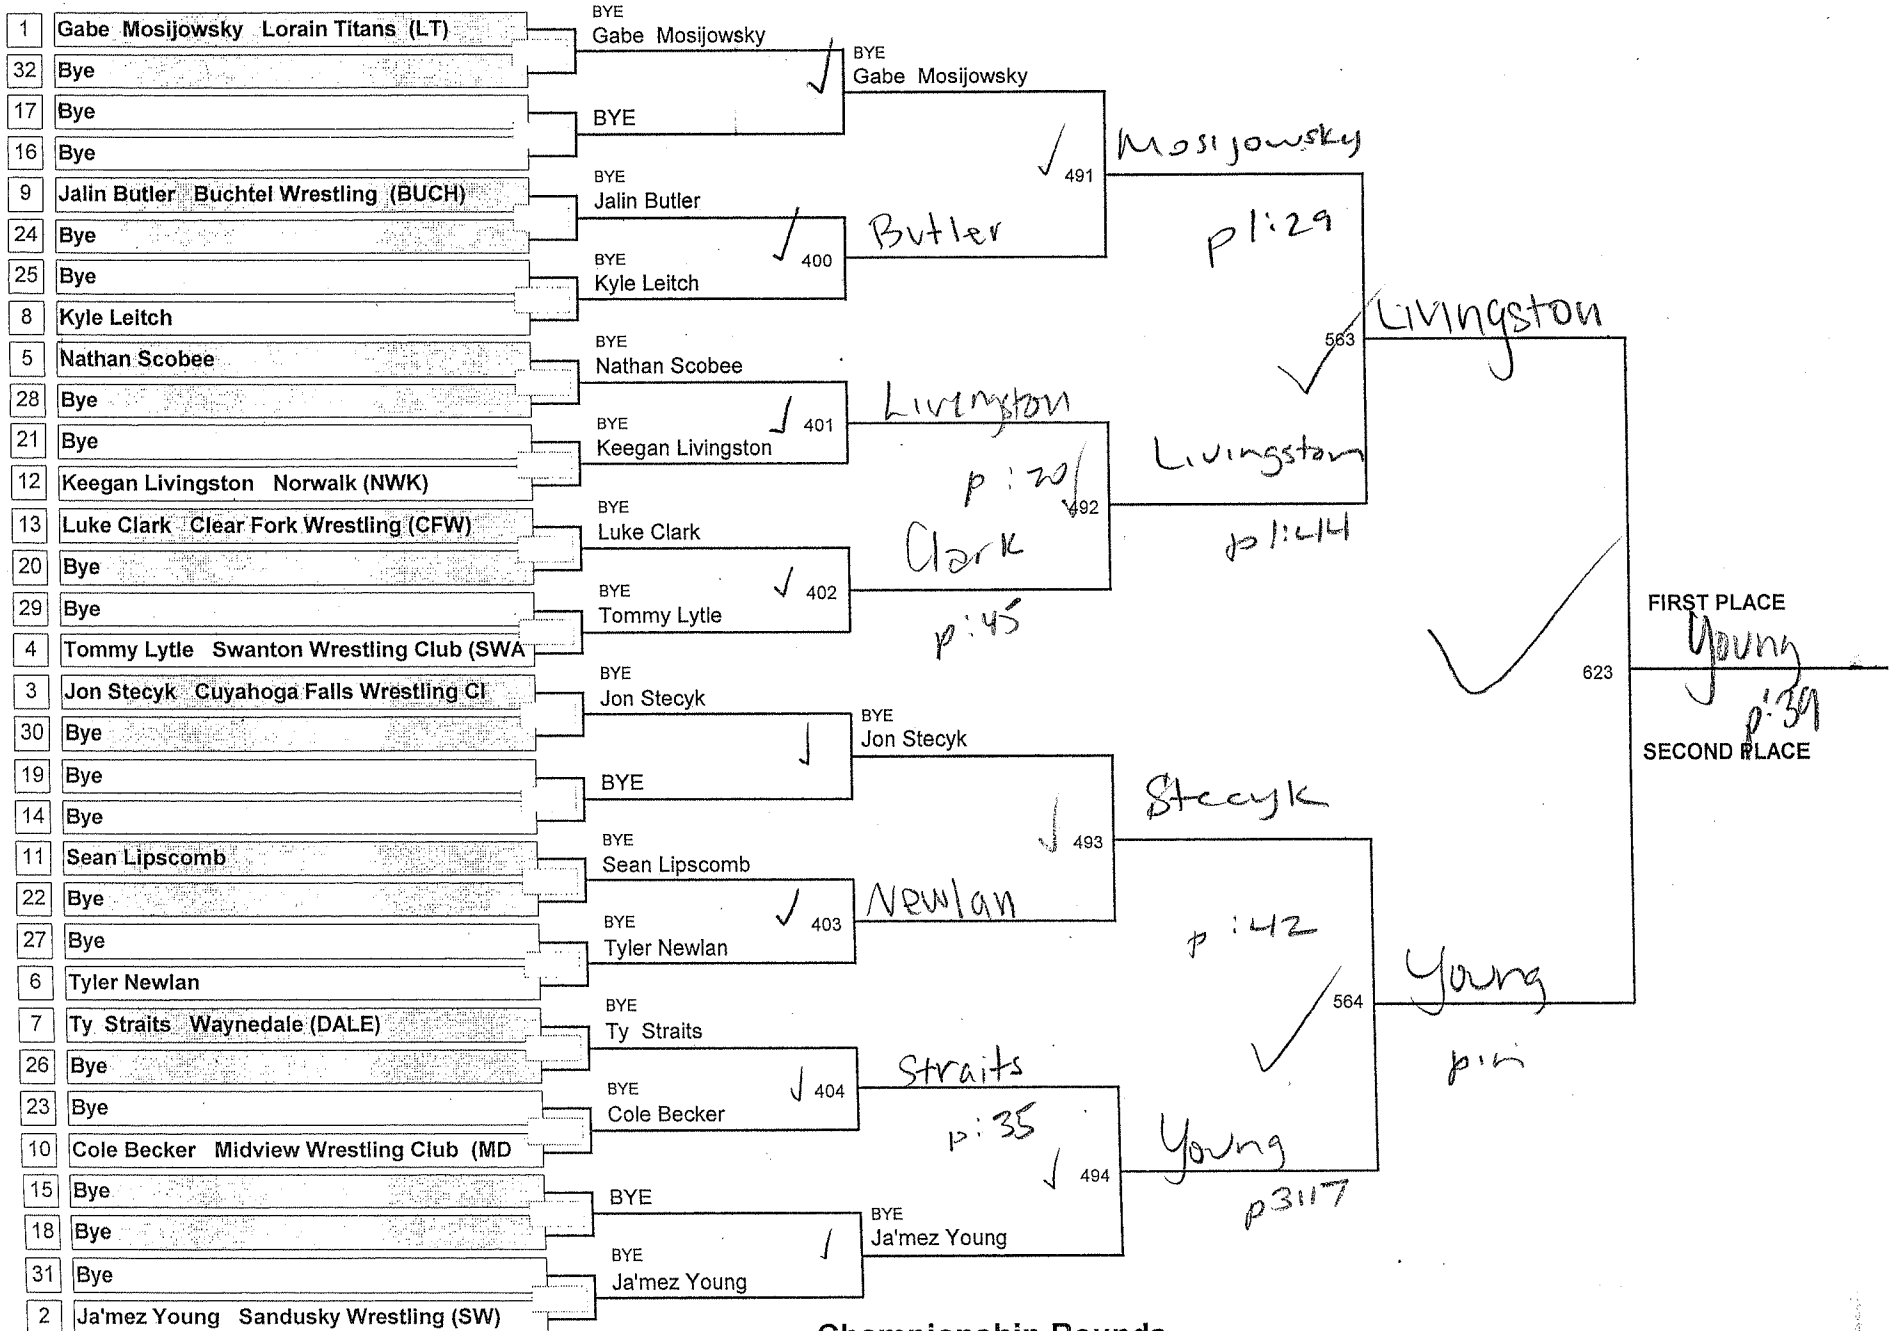 1 Gabe Mosijowsky Lorain Titans (LT)
32 Bye
17 Bye
16 Bye
9 Jalin Butler Buchtel Wrestling (BUCH)
24 Bye
25 Bye
8 Kyle Leitch
5 Nathan Scobee
28 Bye
21 Bye
12 Keegan Livingston Norwalk (NWK)
13 Luke Clark Clear Fork Wrestling (CFW)
20 Bye
29 Bye
4 Tommy Lytle Swanton Wrestling Club (SWA
3 Jon Stecyk Cuyahoga Falls Wrestling Cl
30 Bye
19 Bye
14 Bye
11 Sean Lipscomb
22 Bye
27 Bye
6 Tyler Newlan
7 Ty Straits Waynedale (DALE)
26 Bye
23 Bye
10 Cole Becker Midview Wrestling Club (MD
15 Bye
18 Bye
31 Bye
2 Ja'mez Young Sandusky Wrestling (SW)
BYE
Gabe Mosijowsky
BYE
BYE
Jalin Butler
400
BYE
Kyle Leitch
BYE
Nathan Scobee
401
BYE
Keegan Livingston
BYE
Luke Clark
402
BYE
Tommy Lytle
BYE
Jon Stecyk
BYE
BYE
Sean Lipscomb
403
BYE
Tyler Newlan
BYE
Ty Straits
404
BYE
Cole Becker
BYE
BYE
Ja'mez Young
BYE
Gabe Mosijowsky
491
Butler
Livingston
p :20
492
Clark
p :45
BYE
Jon Stecyk
493
Newlan
Straits
p :35
494
BYE
Ja'mez Young
Mosijowsky
p 1:29
563
Livingston
p 1:44
Stecyk
p :42
564
Young
p 3:17
Livingston
623
Young
pin
FIRST PLACE
Young
p :39
SECOND PLACE
Championship Rounds